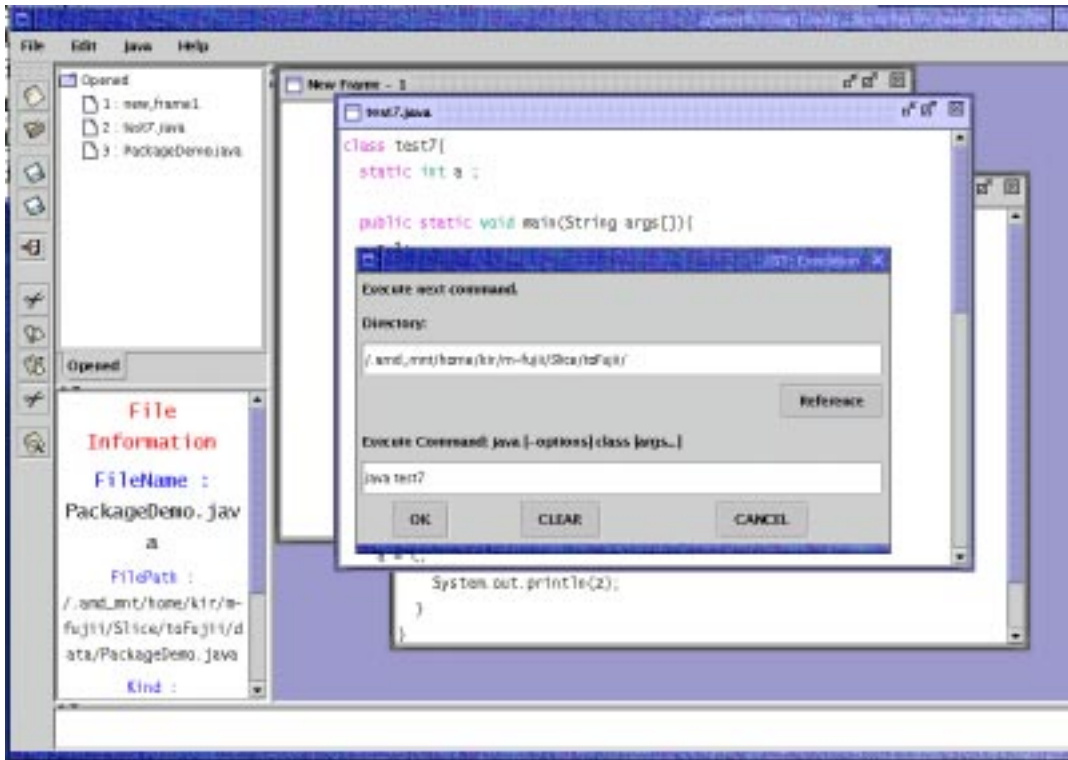 File Edit Java Help
Opened
1 : new_frame1
2 : test7.java
3 : PackageDemo.java
Opened
File
Information
FileName :
PackageDemo.jav
a
FilePath :
/.amd_mnt/home/kir/m-
fujii/Slice/toFujii/d
ata/PackageDemo.java
Kind :
New Frame - 1
test7.java
class test7{
static int a ;
public static void main(String args[]){
Execution
Execute next command.
Directory:
/.amd_mnt/home/kir/m-fujii/Slice/toFujii/
Reference
Execute Command: java [-options] class [args...]
java test7
OK CLEAR CANCEL
System.out.println(z);
}
}